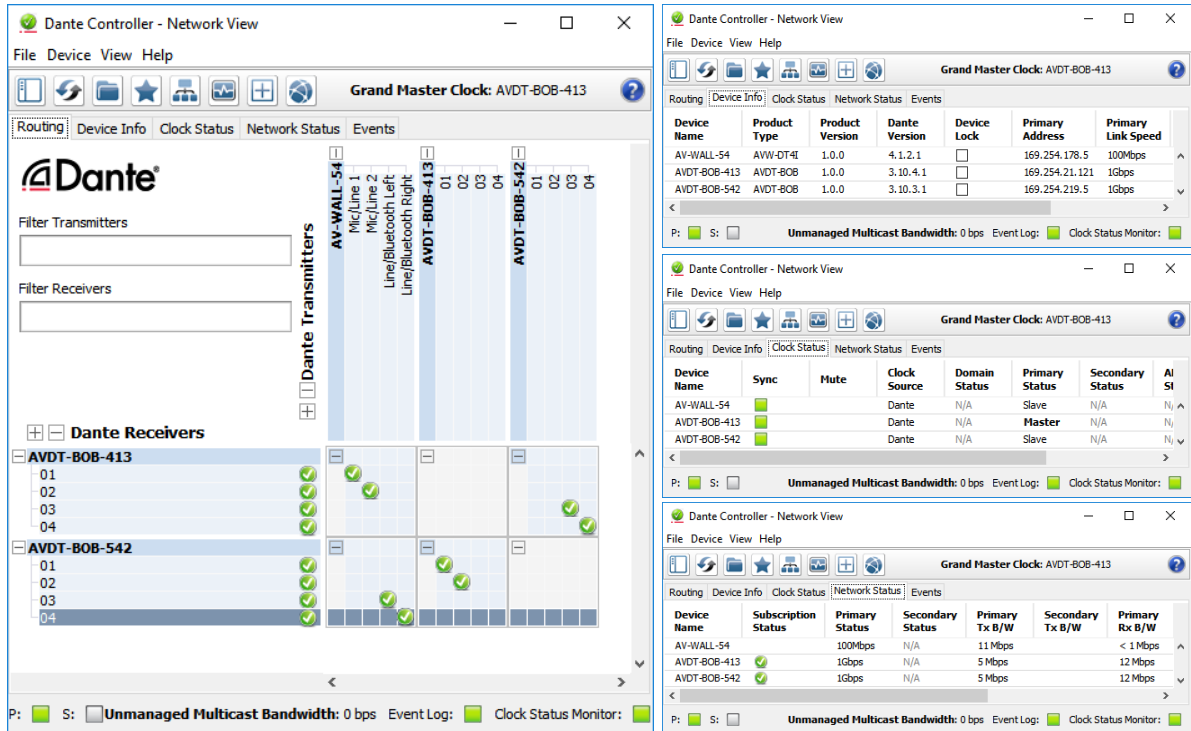 Dante Controller - Network View
File Device View Help
Grand Master Clock: AVDT-BOB-413
Routing Device Info Clock Status Network Status Events
Dante
Filter Transmitters
Filter Receivers
Dante Transmitters
AV-WALL-54
Mic/Line 1
Mic/Line 2
Line/Bluetooth Left
Line/Bluetooth Right
AVDT-BOB-413
01
02
03
04
AVDT-BOB-542
01
02
03
04
Dante Receivers
AVDT-BOB-413
01
02
03
04
AVDT-BOB-542
01
02
03
04
P: S: Unmanaged Multicast Bandwidth: 0 bps Event Log: Clock Status Monitor:
Dante Controller - Network View
File Device View Help
Grand Master Clock: AVDT-BOB-413
Routing Device Info Clock Status Network Status Events
Device Name Product Type Product Version Dante Version Device Lock Primary Address Primary Link Speed
AV-WALL-54 AVW-DT4I 1.0.0 4.1.2.1 169.254.178.5 100Mbps
AVDT-BOB-413 AVDT-BOB 1.0.0 3.10.4.1 169.254.21.121 1Gbps
AVDT-BOB-542 AVDT-BOB 1.0.0 3.10.3.1 169.254.219.5 1Gbps
P: S: Unmanaged Multicast Bandwidth: 0 bps Event Log: Clock Status Monitor:
Dante Controller - Network View
File Device View Help
Grand Master Clock: AVDT-BOB-413
Routing Device Info Clock Status Network Status Events
Device Name Sync Mute Clock Source Domain Status Primary Status Secondary Status
AV-WALL-54 Dante N/A Slave N/A N/
AVDT-BOB-413 Dante N/A Master N/A N/
AVDT-BOB-542 Dante N/A Slave N/A N/
P: S: Unmanaged Multicast Bandwidth: 0 bps Event Log: Clock Status Monitor:
Dante Controller - Network View
File Device View Help
Grand Master Clock: AVDT-BOB-413
Routing Device Info Clock Status Network Status Events
Device Name Subscription Status Primary Status Secondary Status Primary Tx B/W Secondary Tx B/W Primary Rx B/W
AV-WALL-54 100Mbps N/A 11 Mbps < 1 Mbps
AVDT-BOB-413 1Gbps N/A 5 Mbps 12 Mbps
AVDT-BOB-542 1Gbps N/A 5 Mbps 12 Mbps
P: S: Unmanaged Multicast Bandwidth: 0 bps Event Log: Clock Status Monitor: